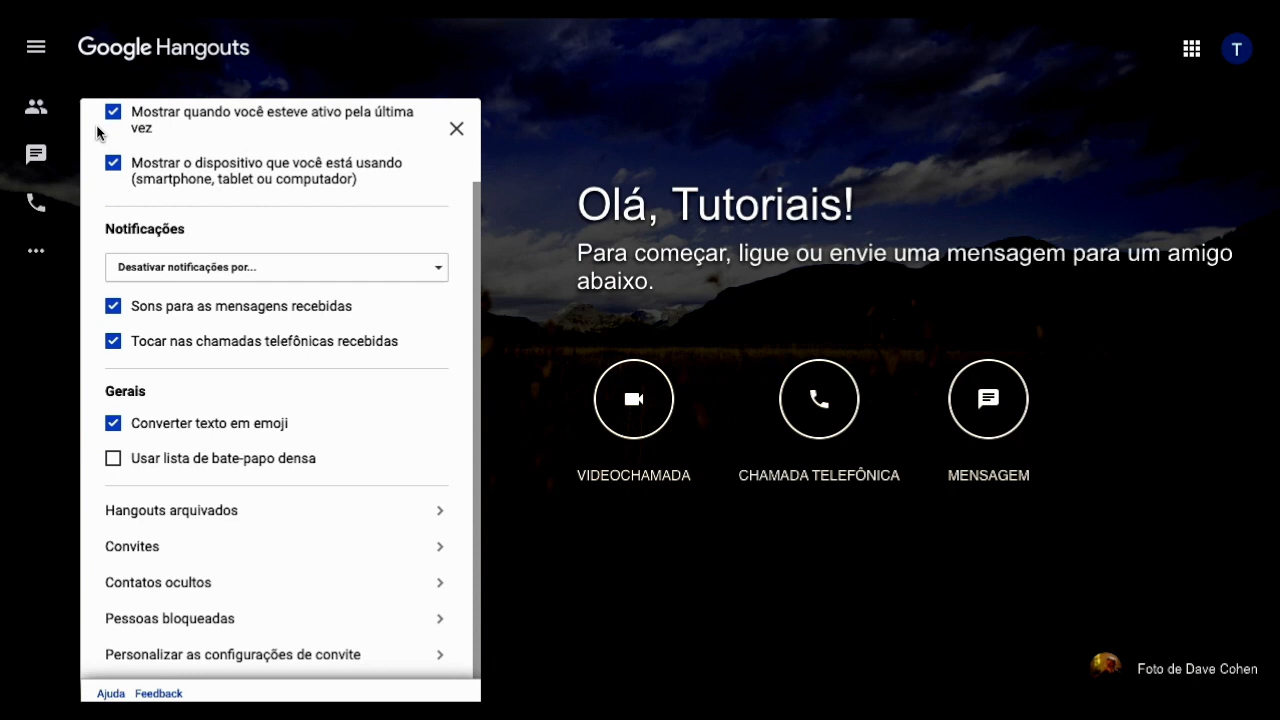 Google Hangouts
T
Mostrar quando você esteve ativo pela última
vez
Mostrar o dispositivo que você está usando
(smartphone, tablet ou computador)
Notificações
Desativar notificações por...
Sons para as mensagens recebidas
Tocar nas chamadas telefônicas recebidas
Gerais
Converter texto em emoji
Usar lista de bate-papo densa
Hangouts arquivados
Convites
Contatos ocultos
Pessoas bloqueadas
Personalizar as configurações de convite
Ajuda Feedback
Olá, Tutoriais!
Para começar, ligue ou envie uma mensagem para um amigo
abaixo.
VIDEOCHAMADA CHAMADA TELEFÔNICA MENSAGEM
Foto de Dave Cohen